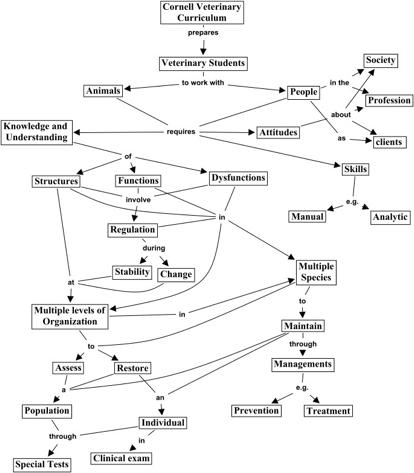 Cornell Veterinary
Curriculum
prepares
Veterinary Students
to work with
Society
Animals
People
in the
Profession
about
Knowledge and
Understanding
requires
Attitudes
as
clients
of
Structures
Functions
Dysfunctions
Skills
involve
e.g.
Regulation
in
Manual
Analytic
during
Stability
Change
Multiple
Species
at
Multiple levels of
Organization
in
to
Maintain
to
through
Assess
Restore
Managements
a
an
e.g.
Population
Individual
Prevention
Treatment
through
in
Special Tests
Clinical exam